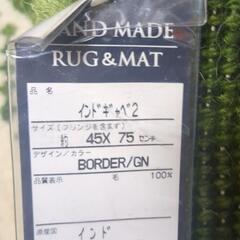 HAND MADE
RUG & MAT
品 名
インドギャベ2
サイズ(フリンジを含まず)
約 45X 75 センチ
デザイン/カラー
BORDER/GN
品質表示 毛 100%
原産国 インド